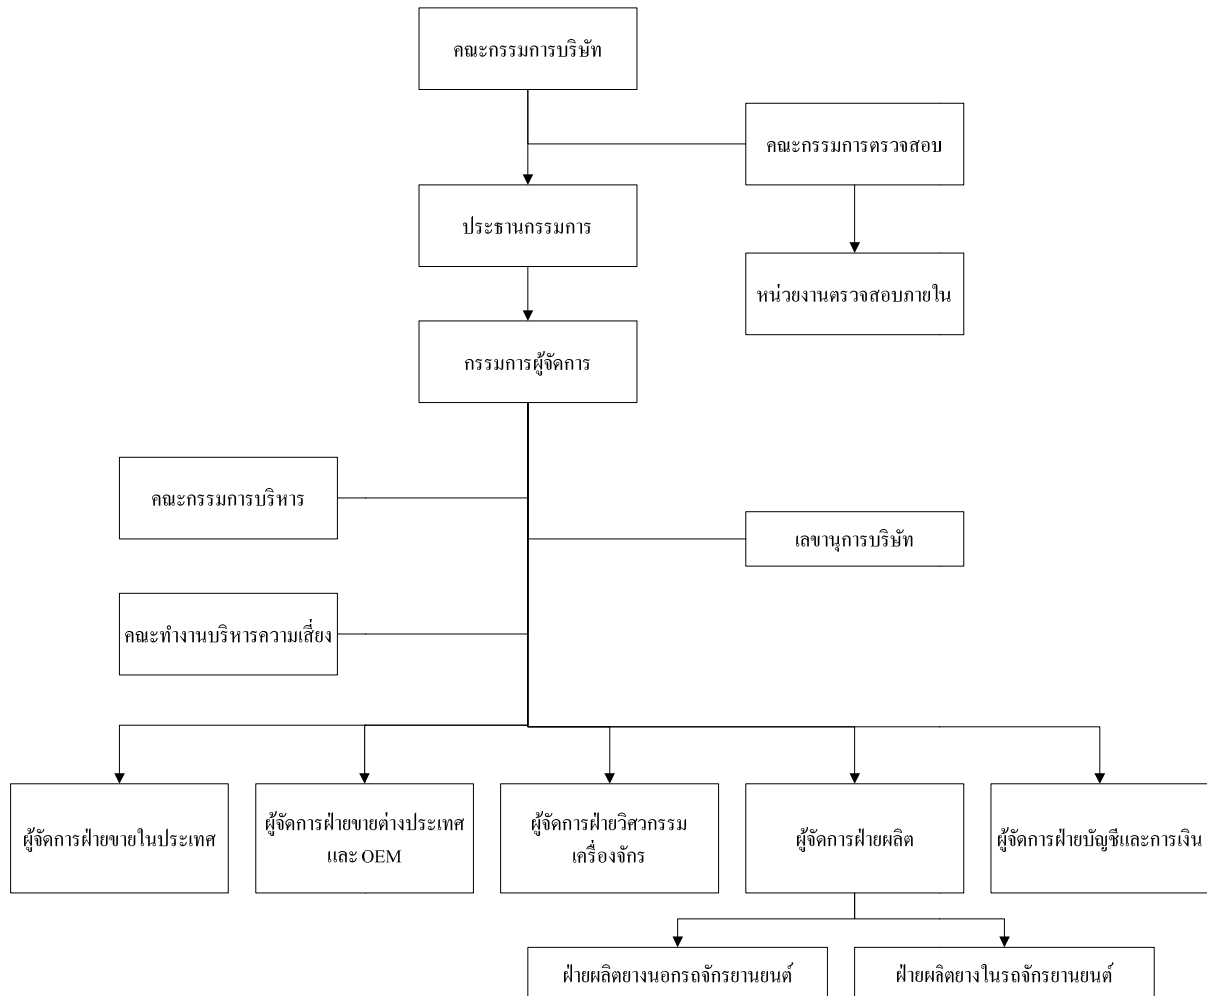 คณะกรรมการบริษัท
คณะกรรมการตรวจสอบ
ประธานกรรมการ
หน่วยงานตรวจสอบภายใน
กรรมการผู้จัดการ
คณะกรรมการบริหาร
เลขานุการบริษัท
คณะทำงานบริหารความเสี่ยง
ผู้จัดการฝ่ายขายในประเทศ
ผู้จัดการฝ่ายขายต่างประเทศ
และ OEM
ผู้จัดการฝ่ายวิศวกรรม
เครื่องจักร
ผู้จัดการฝ่ายผลิต
ผู้จัดการฝ่ายบัญชีและการเงิน
ฝ่ายผลิตยางนอกรถจักรยานยนต์
ฝ่ายผลิตยางในรถจักรยานยนต์